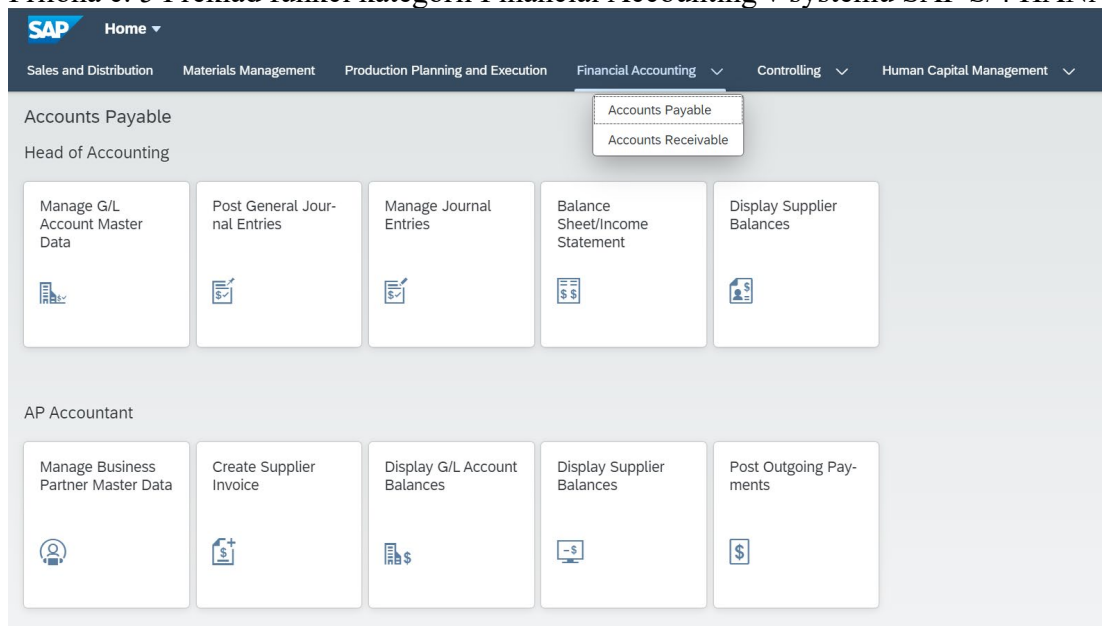 SAP Home
Sales and Distribution Materials Management Production Planning and Execution Financial Accounting Controlling Human Capital Management
Accounts Payable
Accounts Receivable
Accounts Payable
Head of Accounting
Manage G/L
Account Master
Data
Post General Jour-
nal Entries
Manage Journal
Entries
Balance
Sheet/Income
Statement
Display Supplier
Balances
AP Accountant
Manage Business
Partner Master Data
Create Supplier
Invoice
Display G/L Account
Balances
Display Supplier
Balances
Post Outgoing Pay-
ments